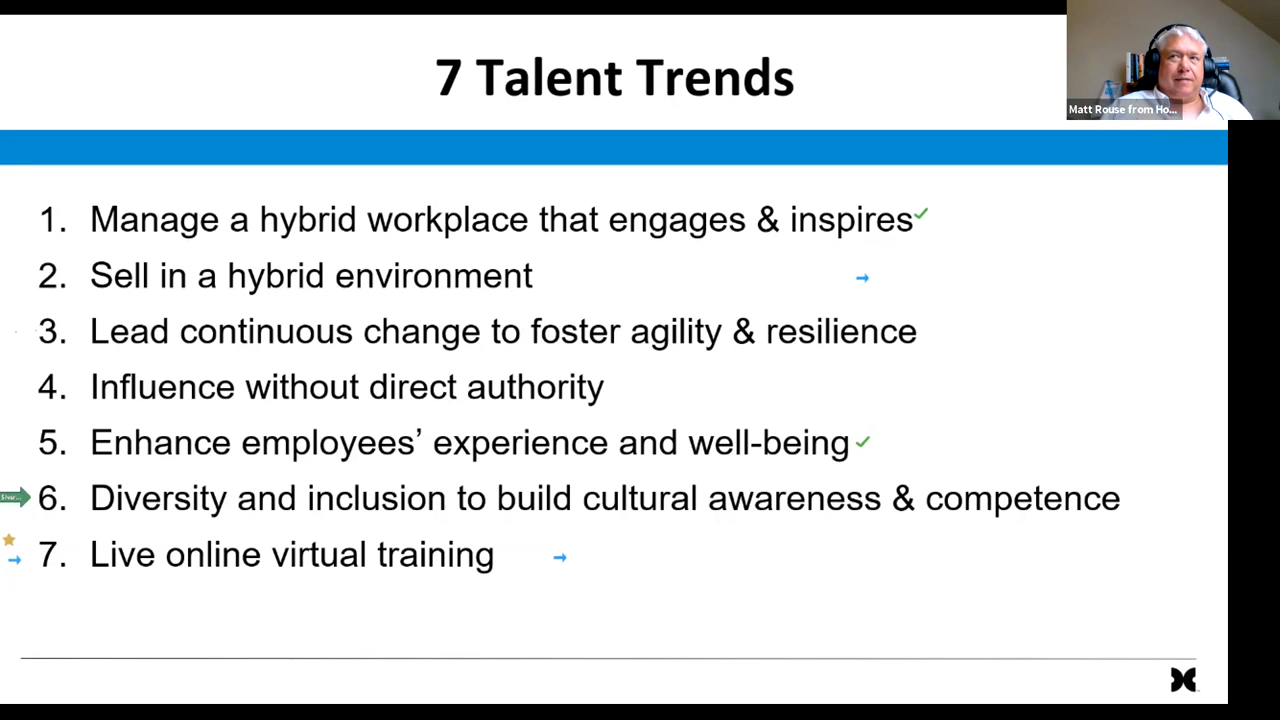 7 Talent Trends
Matt Rouse from Ho...
1. Manage a hybrid workplace that engages & inspires
2. Sell in a hybrid environment
3. Lead continuous change to foster agility & resilience
4. Influence without direct authority
5. Enhance employees’ experience and well-being
6. Diversity and inclusion to build cultural awareness & competence
7. Live online virtual training